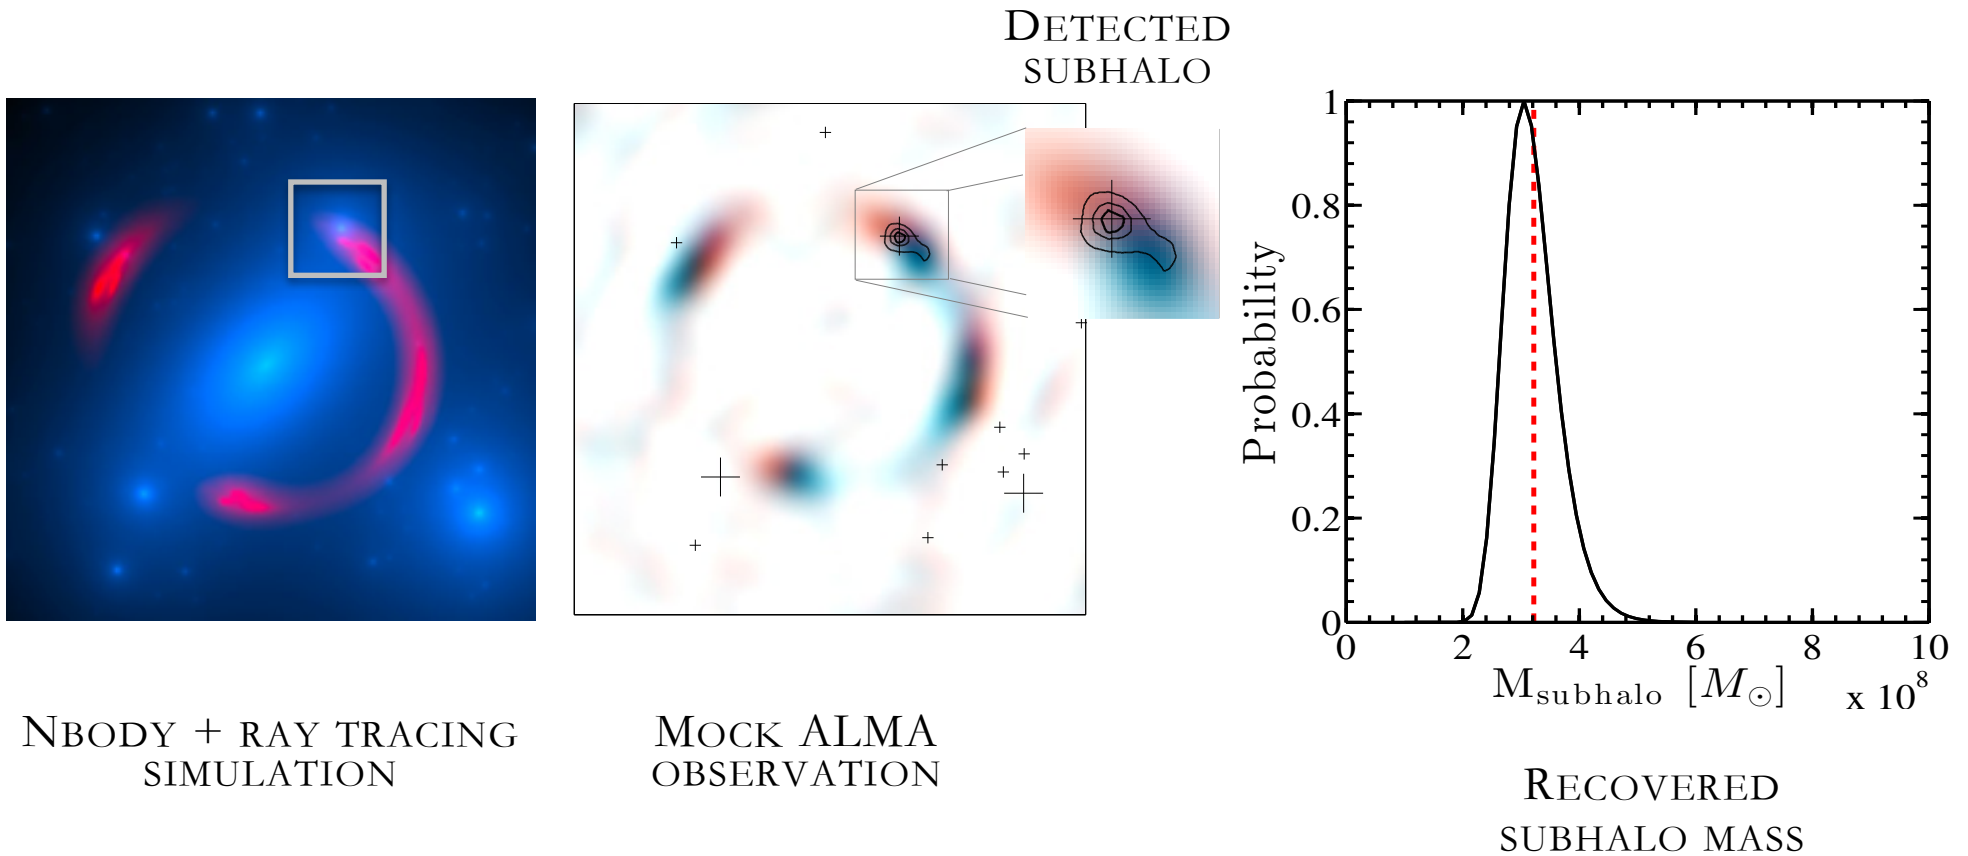 DETECTED
SUBHALO
1
0.8
0.6
0.4
0.2
0
Probability
0 2 4 6 8 10
M_subhalo [M_⊙] x 10^8
NBODY + RAY TRACING
SIMULATION
MOCK ALMA
OBSERVATION
RECOVERED
SUBHALO MASS